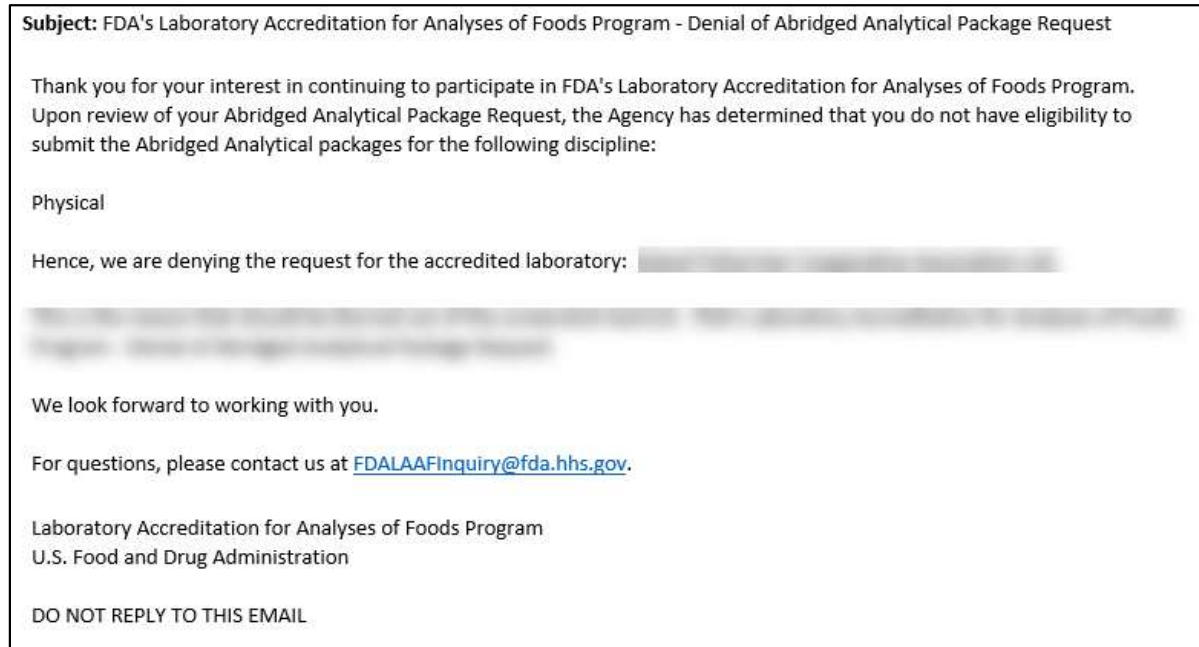 Subject: FDA's Laboratory Accreditation for Analyses of Foods Program - Denial of Abridged Analytical Package Request
Thank you for your interest in continuing to participate in FDA's Laboratory Accreditation for Analyses of Foods Program.
Upon review of your Abridged Analytical Package Request, the Agency has determined that you do not have eligibility to
submit the Abridged Analytical packages for the following discipline:
Physical
Hence, we are denying the request for the accredited laboratory:
We look forward to working with you.
For questions, please contact us at FDALAAFInquiry@fda.hhs.gov.
Laboratory Accreditation for Analyses of Foods Program
U.S. Food and Drug Administration
DO NOT REPLY TO THIS EMAIL